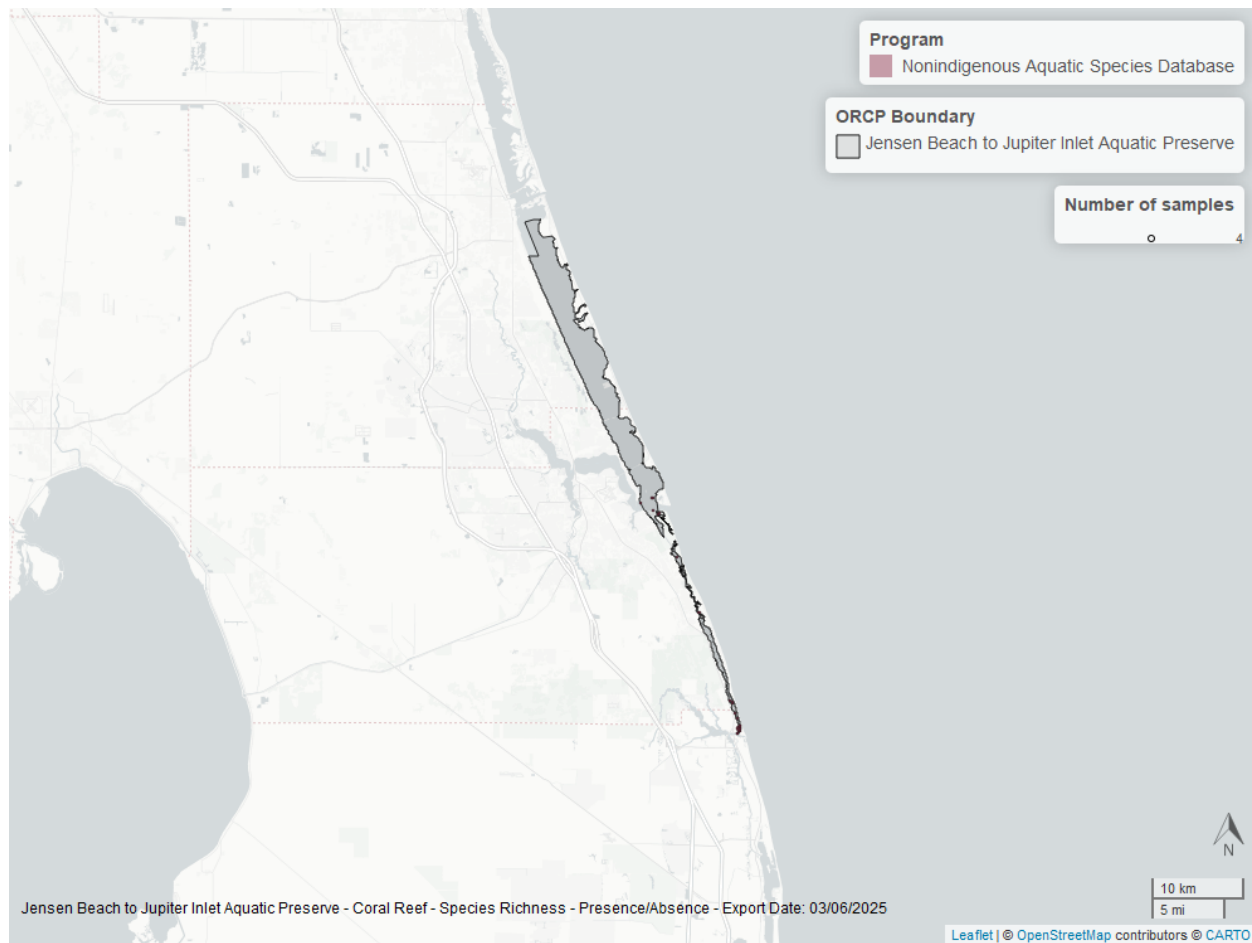 Program
Nonindigenous Aquatic Species Database
ORCP Boundary
Jensen Beach to Jupiter Inlet Aquatic Preserve
Number of samples
4
N
10 km
5 mi
Jensen Beach to Jupiter Inlet Aquatic Preserve - Coral Reef - Species Richness - Presence/Absence - Export Date: 03/06/2025
Leaflet | © OpenStreetMap contributors © CARTO